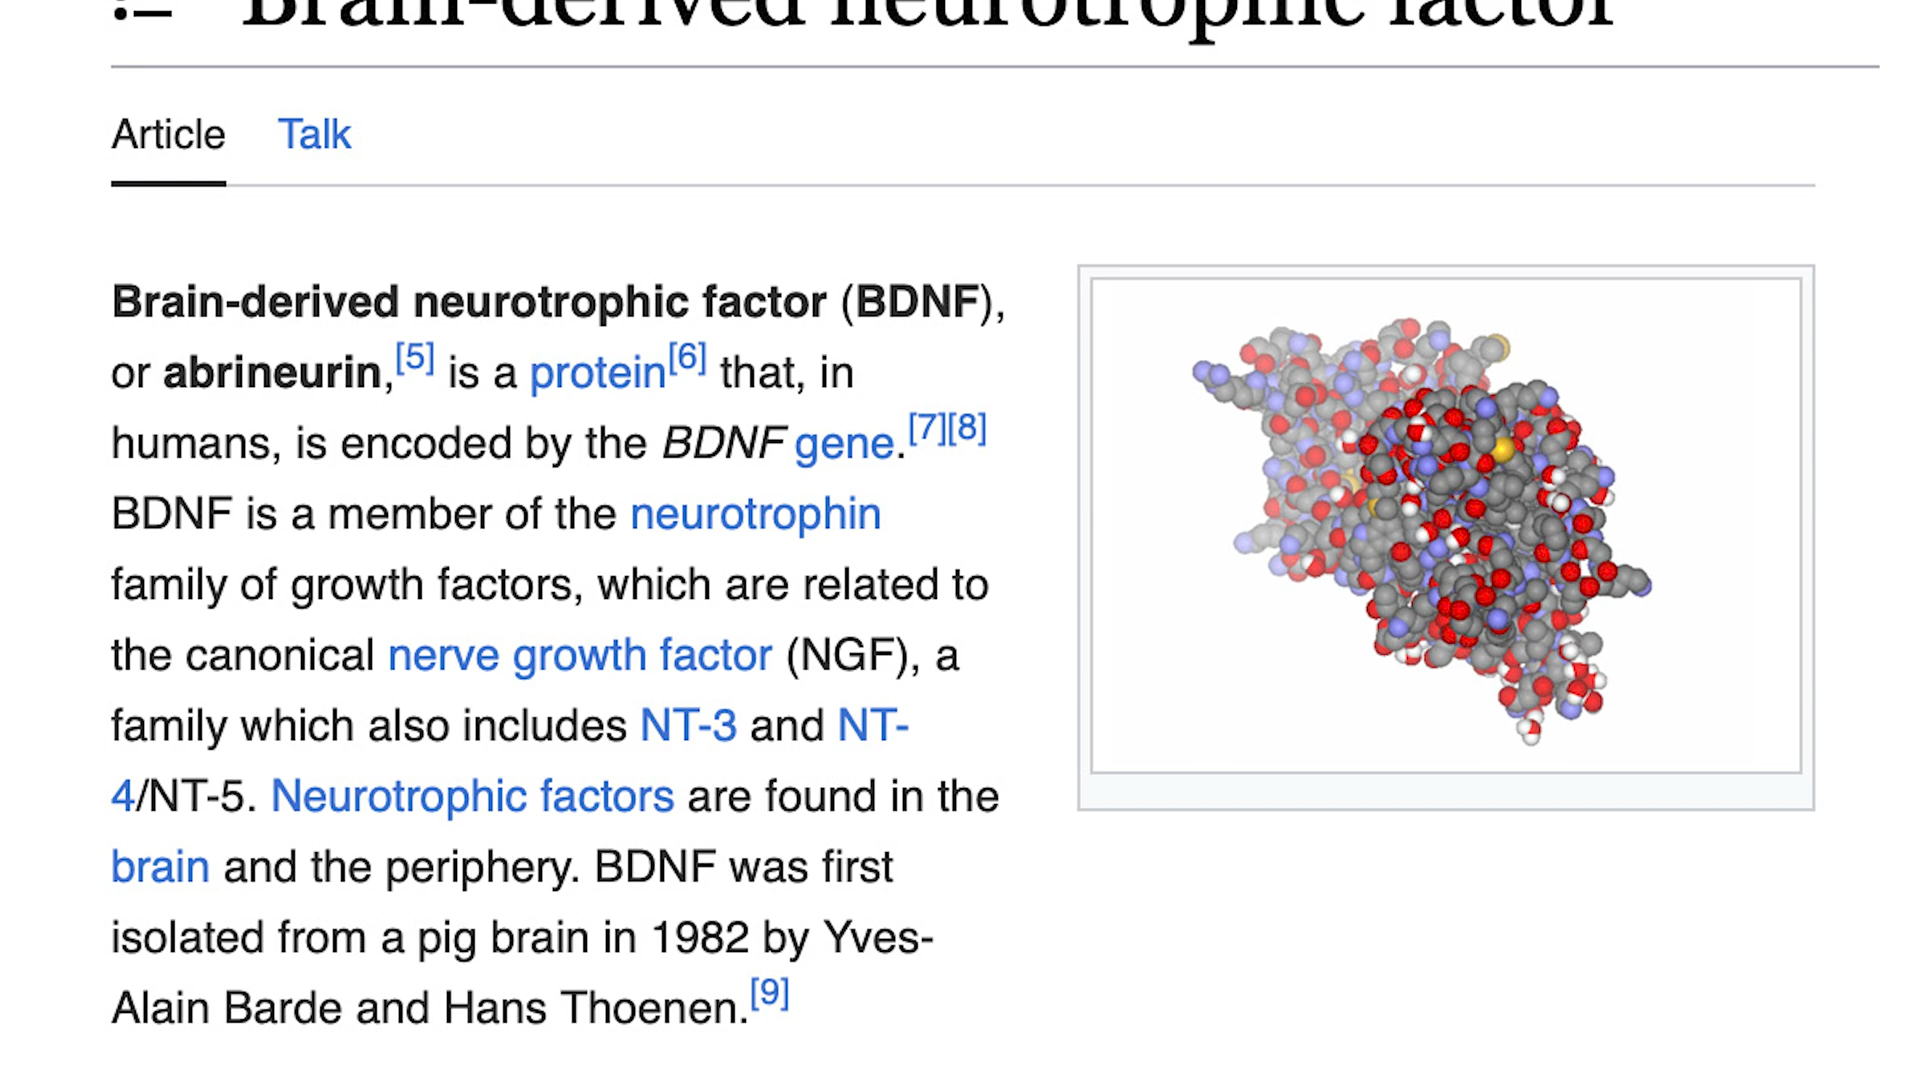 Brain-derived neurotrophic factor
Article Talk
Brain-derived neurotrophic factor (BDNF),
or abrineurin,[5] is a protein[6] that, in
humans, is encoded by the BDNF gene.[7][8]
BDNF is a member of the neurotrophin
family of growth factors, which are related to
the canonical nerve growth factor (NGF), a
family which also includes NT-3 and NT-
4/NT-5. Neurotrophic factors are found in the
brain and the periphery. BDNF was first
isolated from a pig brain in 1982 by Yves-
Alain Barde and Hans Thoenen.[9]